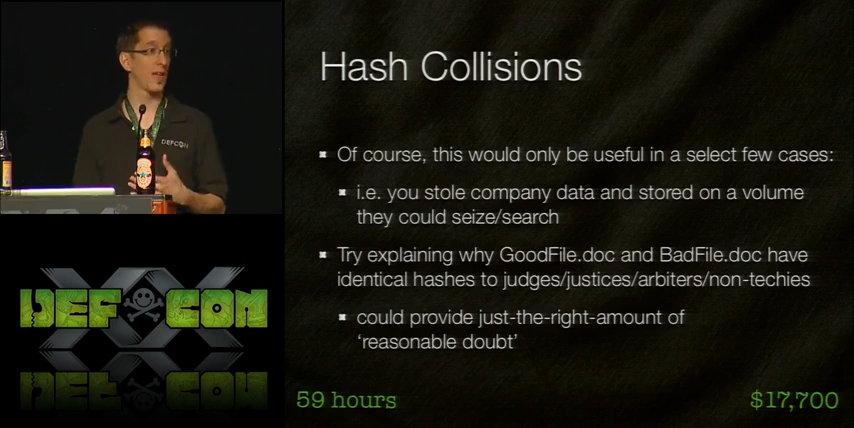 DEFCON
Hash Collisions
Of course, this would only be useful in a select few cases:
i.e. you stole company data and stored on a volume
they could seize/search
Try explaining why GoodFile.doc and BadFile.doc have
identical hashes to judges/justices/arbiters/non-techies
could provide just-the-right-amount of
‘reasonable doubt’
DEF CON
XX
59 hours
$17,700